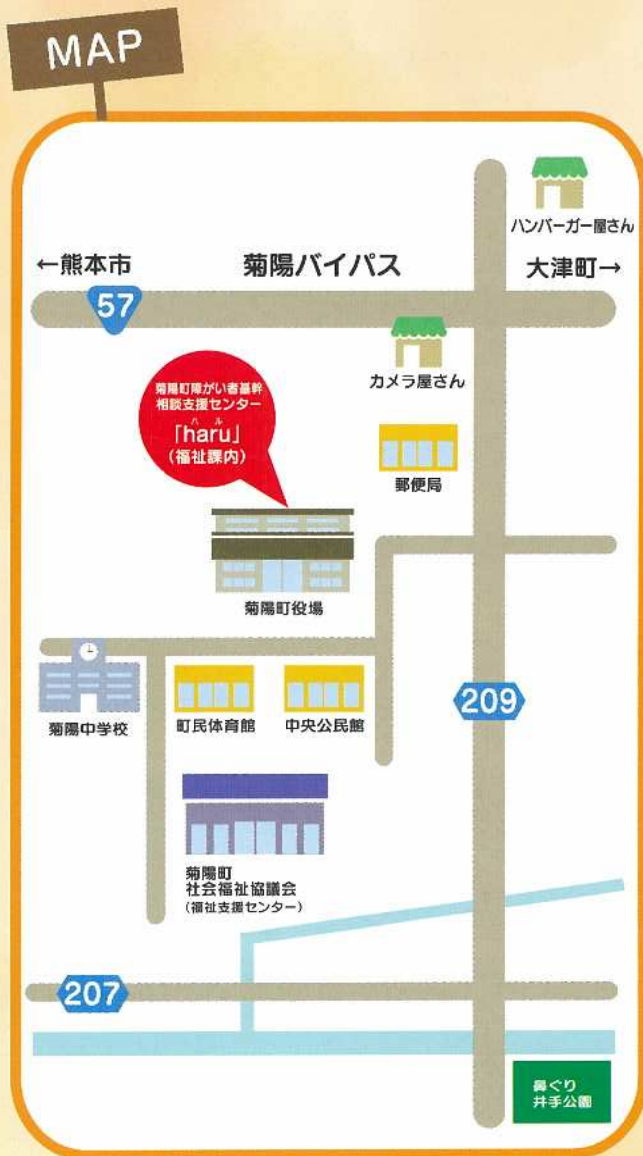 MAP
ハンバーガー屋さん
←熊本市
菊陽バイパス
大津町→
57
カメラ屋さん
菊陽町障がい者基幹
相談支援センター
ハル
「haru」
(福祉課内)
郵便局
菊陽町役場
菊陽中学校
町民体育館
中央公民館
209
菊陽町
社会福祉協議会
(福祉支援センター)
207
鼻ぐり
井手公園